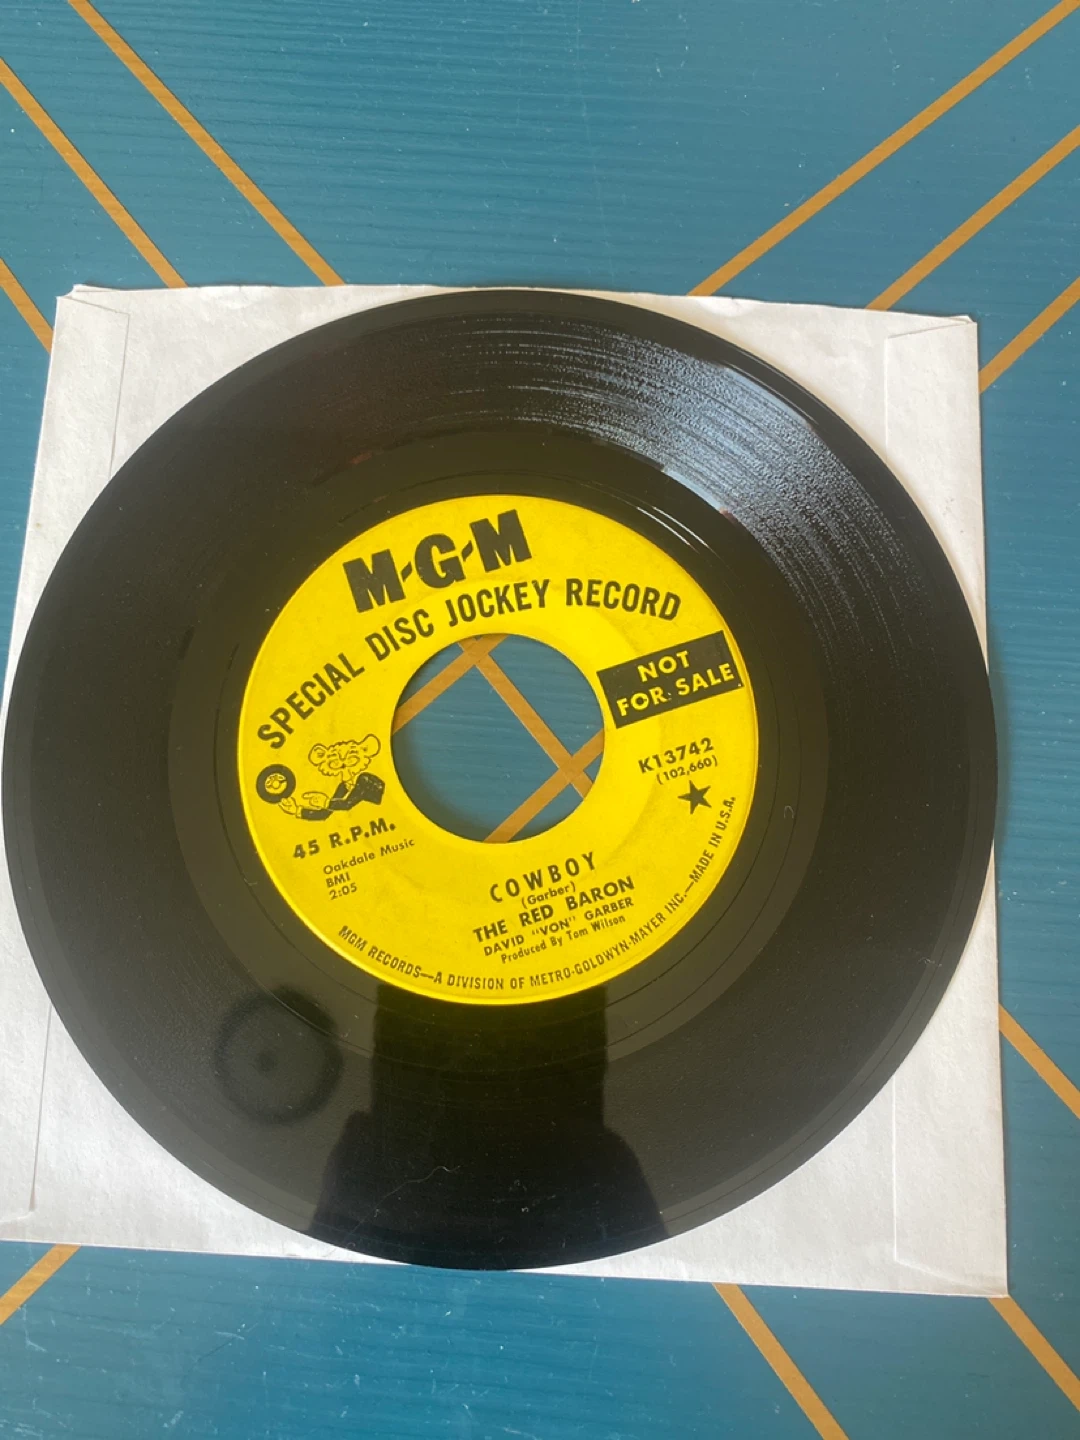 M-G-M
SPECIAL DISC JOCKEY RECORD
NOT
FOR SALE
K13742
(102,660)
45 R.P.M.
Oakdale Music
BMI
2:05
COWBOY
(Garber)
THE RED BARON
DAVID "VON" GARBER
Produced By Tom Wilson
MGM RECORDS—A DIVISION OF METRO-GOLDWYN-MAYER INC.—MADE IN U.S.A.